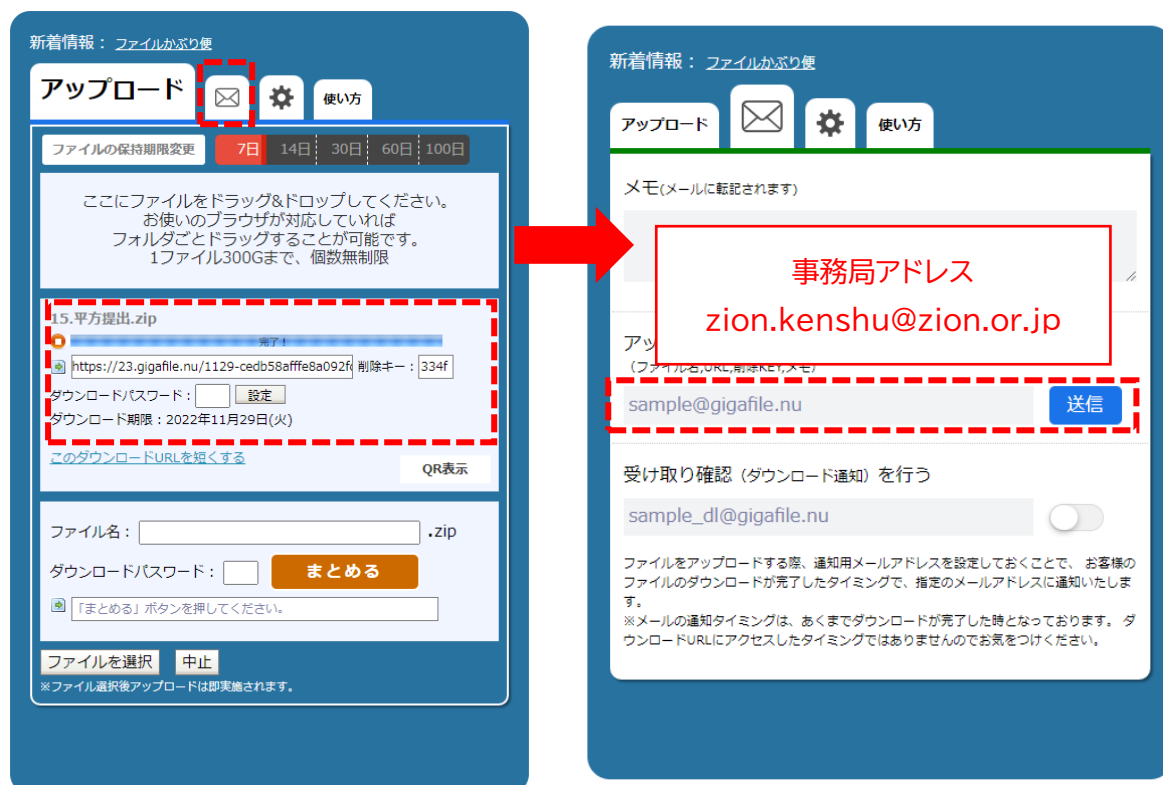 新着情報： ファイルかぶり便
アップロード
使い方
ファイルの保持期限変更
7日 14日 30日 60日 100日
ここにファイルをドラッグ&ドロップしてください。
お使いのブラウザが対応していれば
フォルダごとドラッグすることが可能です。
1ファイル300Gまで、個数無制限
15.平方提出.zip
完了！
https://23.gigafile.nu/1129-cedb58afffe8a092f 削除キー：334f
ダウンロードパスワード： 設定
ダウンロード期限：2022年11月29日(火)
このダウンロードURLを短くする
QR表示
ファイル名： .zip
ダウンロードパスワード： まとめる
「まとめる」ボタンを押してください。
ファイルを選択 中止
※ファイル選択後アップロードは即実施されます。
新着情報： ファイルかぶり便
アップロード
使い方
メモ(メールに転記されます)
事務局アドレス
zion.kenshu@zion.or.jp
アッ
(ファイル名,URL,削除KEY,メモ)
sample@gigafile.nu 送信
受け取り確認（ダウンロード通知）を行う
sample_dl@gigafile.nu
ファイルをアップロードする際、通知用メールアドレスを設定しておくことで、 お客様の
ファイルのダウンロードが完了したタイミングで、指定のメールアドレスに通知いたしま
す。
※メールの通知タイミングは、あくまでダウンロードが完了した時となっております。 ダ
ウンロードURLにアクセスしたタイミングではありませんのでお気をつけください。